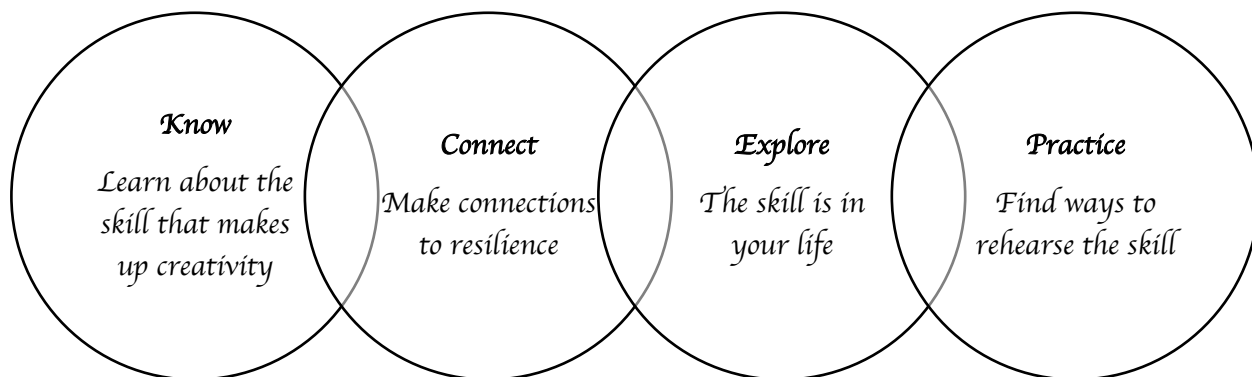 Know
Learn about the
skill that makes
up creativity
Connect
Make connections
to resilience
Explore
The skill is in
your life
Practice
Find ways to
rehearse the skill